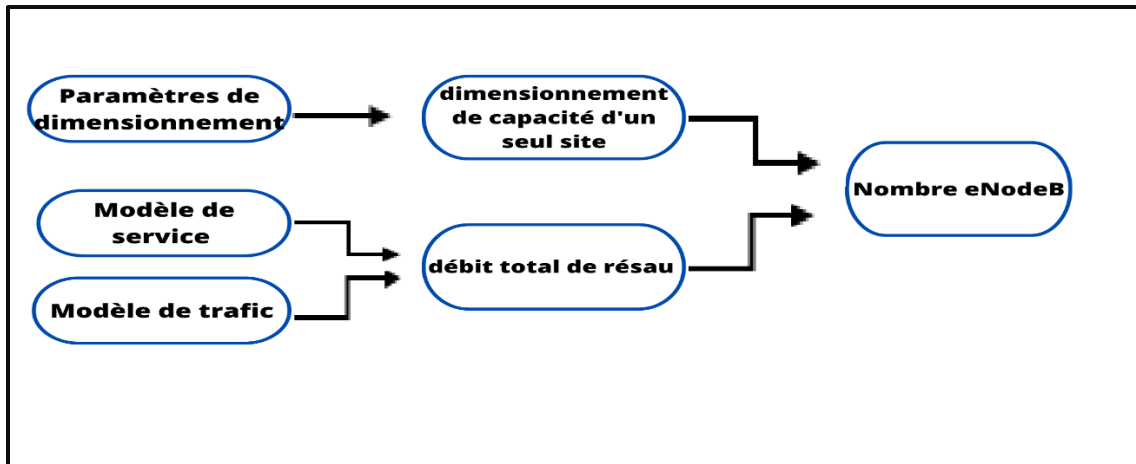 Paramètres de
dimensionnement
dimensionnement
de capacité d'un
seul site
Nombre eNodeB
Modèle de
service
débit total de résau
Modèle de trafic